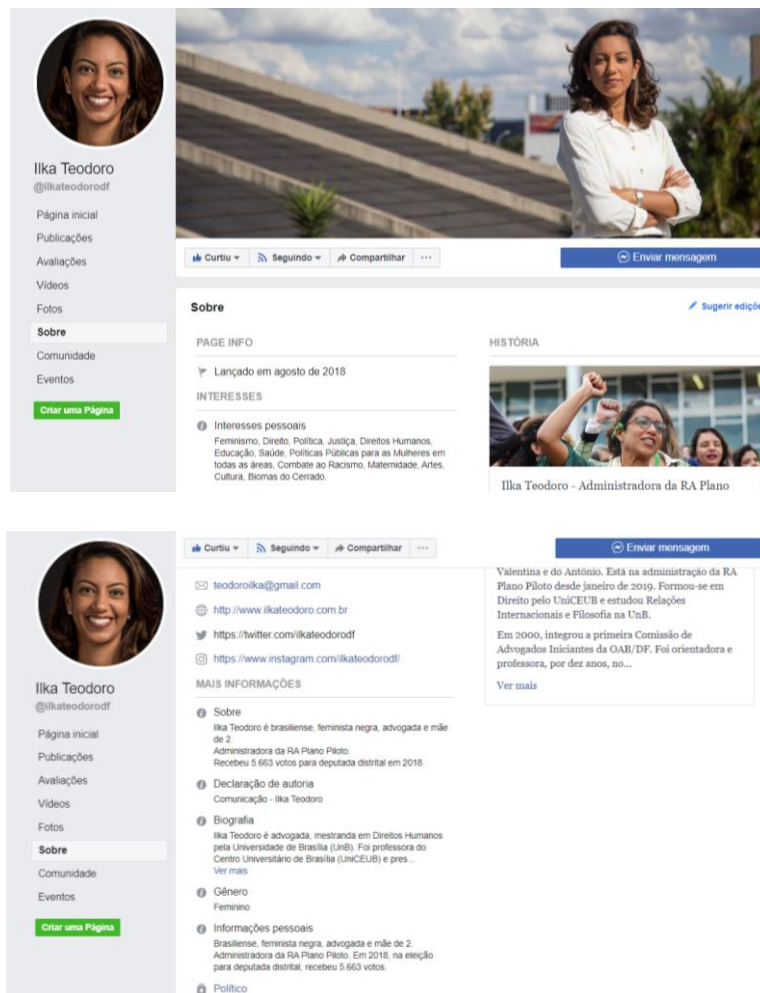 Ilka Teodoro
@ilkateodorodf
Página inicial
Publicações
Avaliações
Vídeos
Fotos
Sobre
Comunidade
Eventos
Criar uma Página
Curtiu
Seguindo
Compartilhar
Enviar mensagem
Sobre
Sugerir ediçõe
PAGE INFO
Lançado em agosto de 2018
INTERESSES
Interesses pessoais
Feminismo, Direito, Política, Justiça, Direitos Humanos,
Educação, Saúde, Políticas Públicas para as Mulheres em
todas as áreas, Combate ao Racismo, Maternidade, Artes,
Cultura, Biomas do Cerrado.
HISTÓRIA
Ilka Teodoro - Administradora da RA Plano
Ilka Teodoro
@ilkateodorodf
Página inicial
Publicações
Avaliações
Vídeos
Fotos
Sobre
Comunidade
Eventos
Criar uma Página
Curtiu
Seguindo
Compartilhar
Enviar mensagem
teodoroilka@gmail.com
http://www.ilkateodoro.com.br
https://twitter.com/ilkateodorodf
https://www.instagram.com/ilkateodorodf/
MAIS INFORMAÇÕES
Sobre
Ilka Teodoro é brasiliense, feminista negra, advogada e mãe
de 2.
Administradora da RA Plano Piloto.
Recebeu 5.663 votos para deputada distrital em 2018.
Declaração de autoria
Comunicação - Ilka Teodoro
Biografia
Ilka Teodoro é advogada, mestranda em Direitos Humanos
pela Universidade de Brasília (UnB). Foi professora do
Centro Universitário de Brasília (UniCEUB) e pres...
Ver mais
Gênero
Feminino
Informações pessoais
Brasiliense, feminista negra, advogada e mãe de 2.
Administradora da RA Plano Piloto. Em 2018, na eleição
para deputada distrital, recebeu 5.663 votos.
Político
Valentina e do Antônio. Está na administração da RA
Plano Piloto desde janeiro de 2019. Formou-se em
Direito pelo UniCEUB e estudou Relações
Internacionais e Filosofia na UnB.
Em 2000, integrou a primeira Comissão de
Advogados Iniciantes da OAB/DF. Foi orientadora e
professora, por dez anos, no...
Ver mais